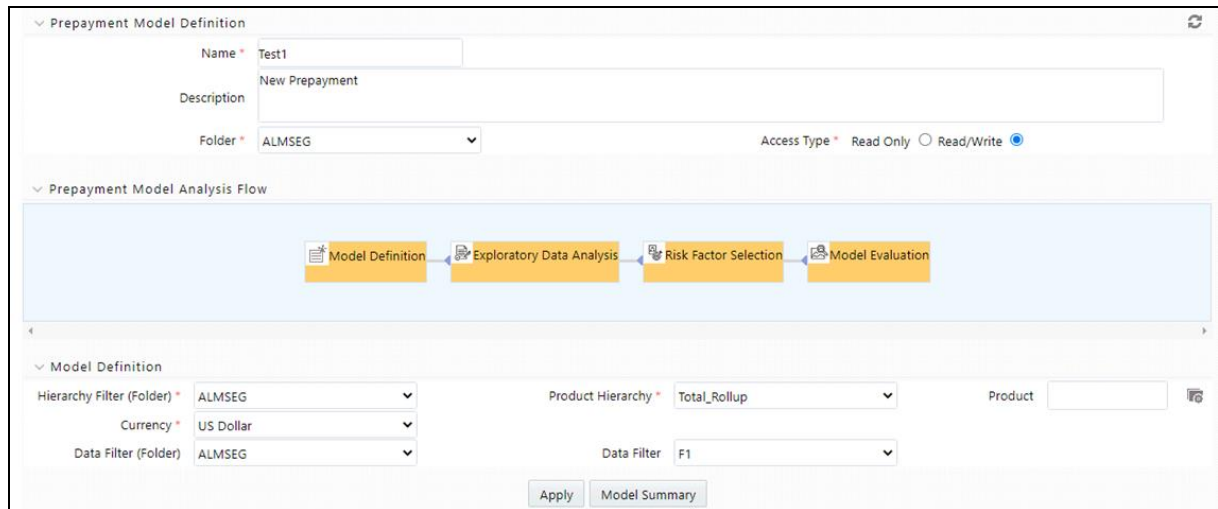 Prepayment Model Definition
Name * Test1
Description New Prepayment
Folder * ALMSEG Access Type * Read Only Read/Write
Prepayment Model Analysis Flow
Model Definition Exploratory Data Analysis Risk Factor Selection Model Evaluation
Model Definition
Hierarchy Filter (Folder) * ALMSEG Product Hierarchy * Total_Rollup Product
Currency * US Dollar
Data Filter (Folder) ALMSEG Data Filter F1
Apply Model Summary